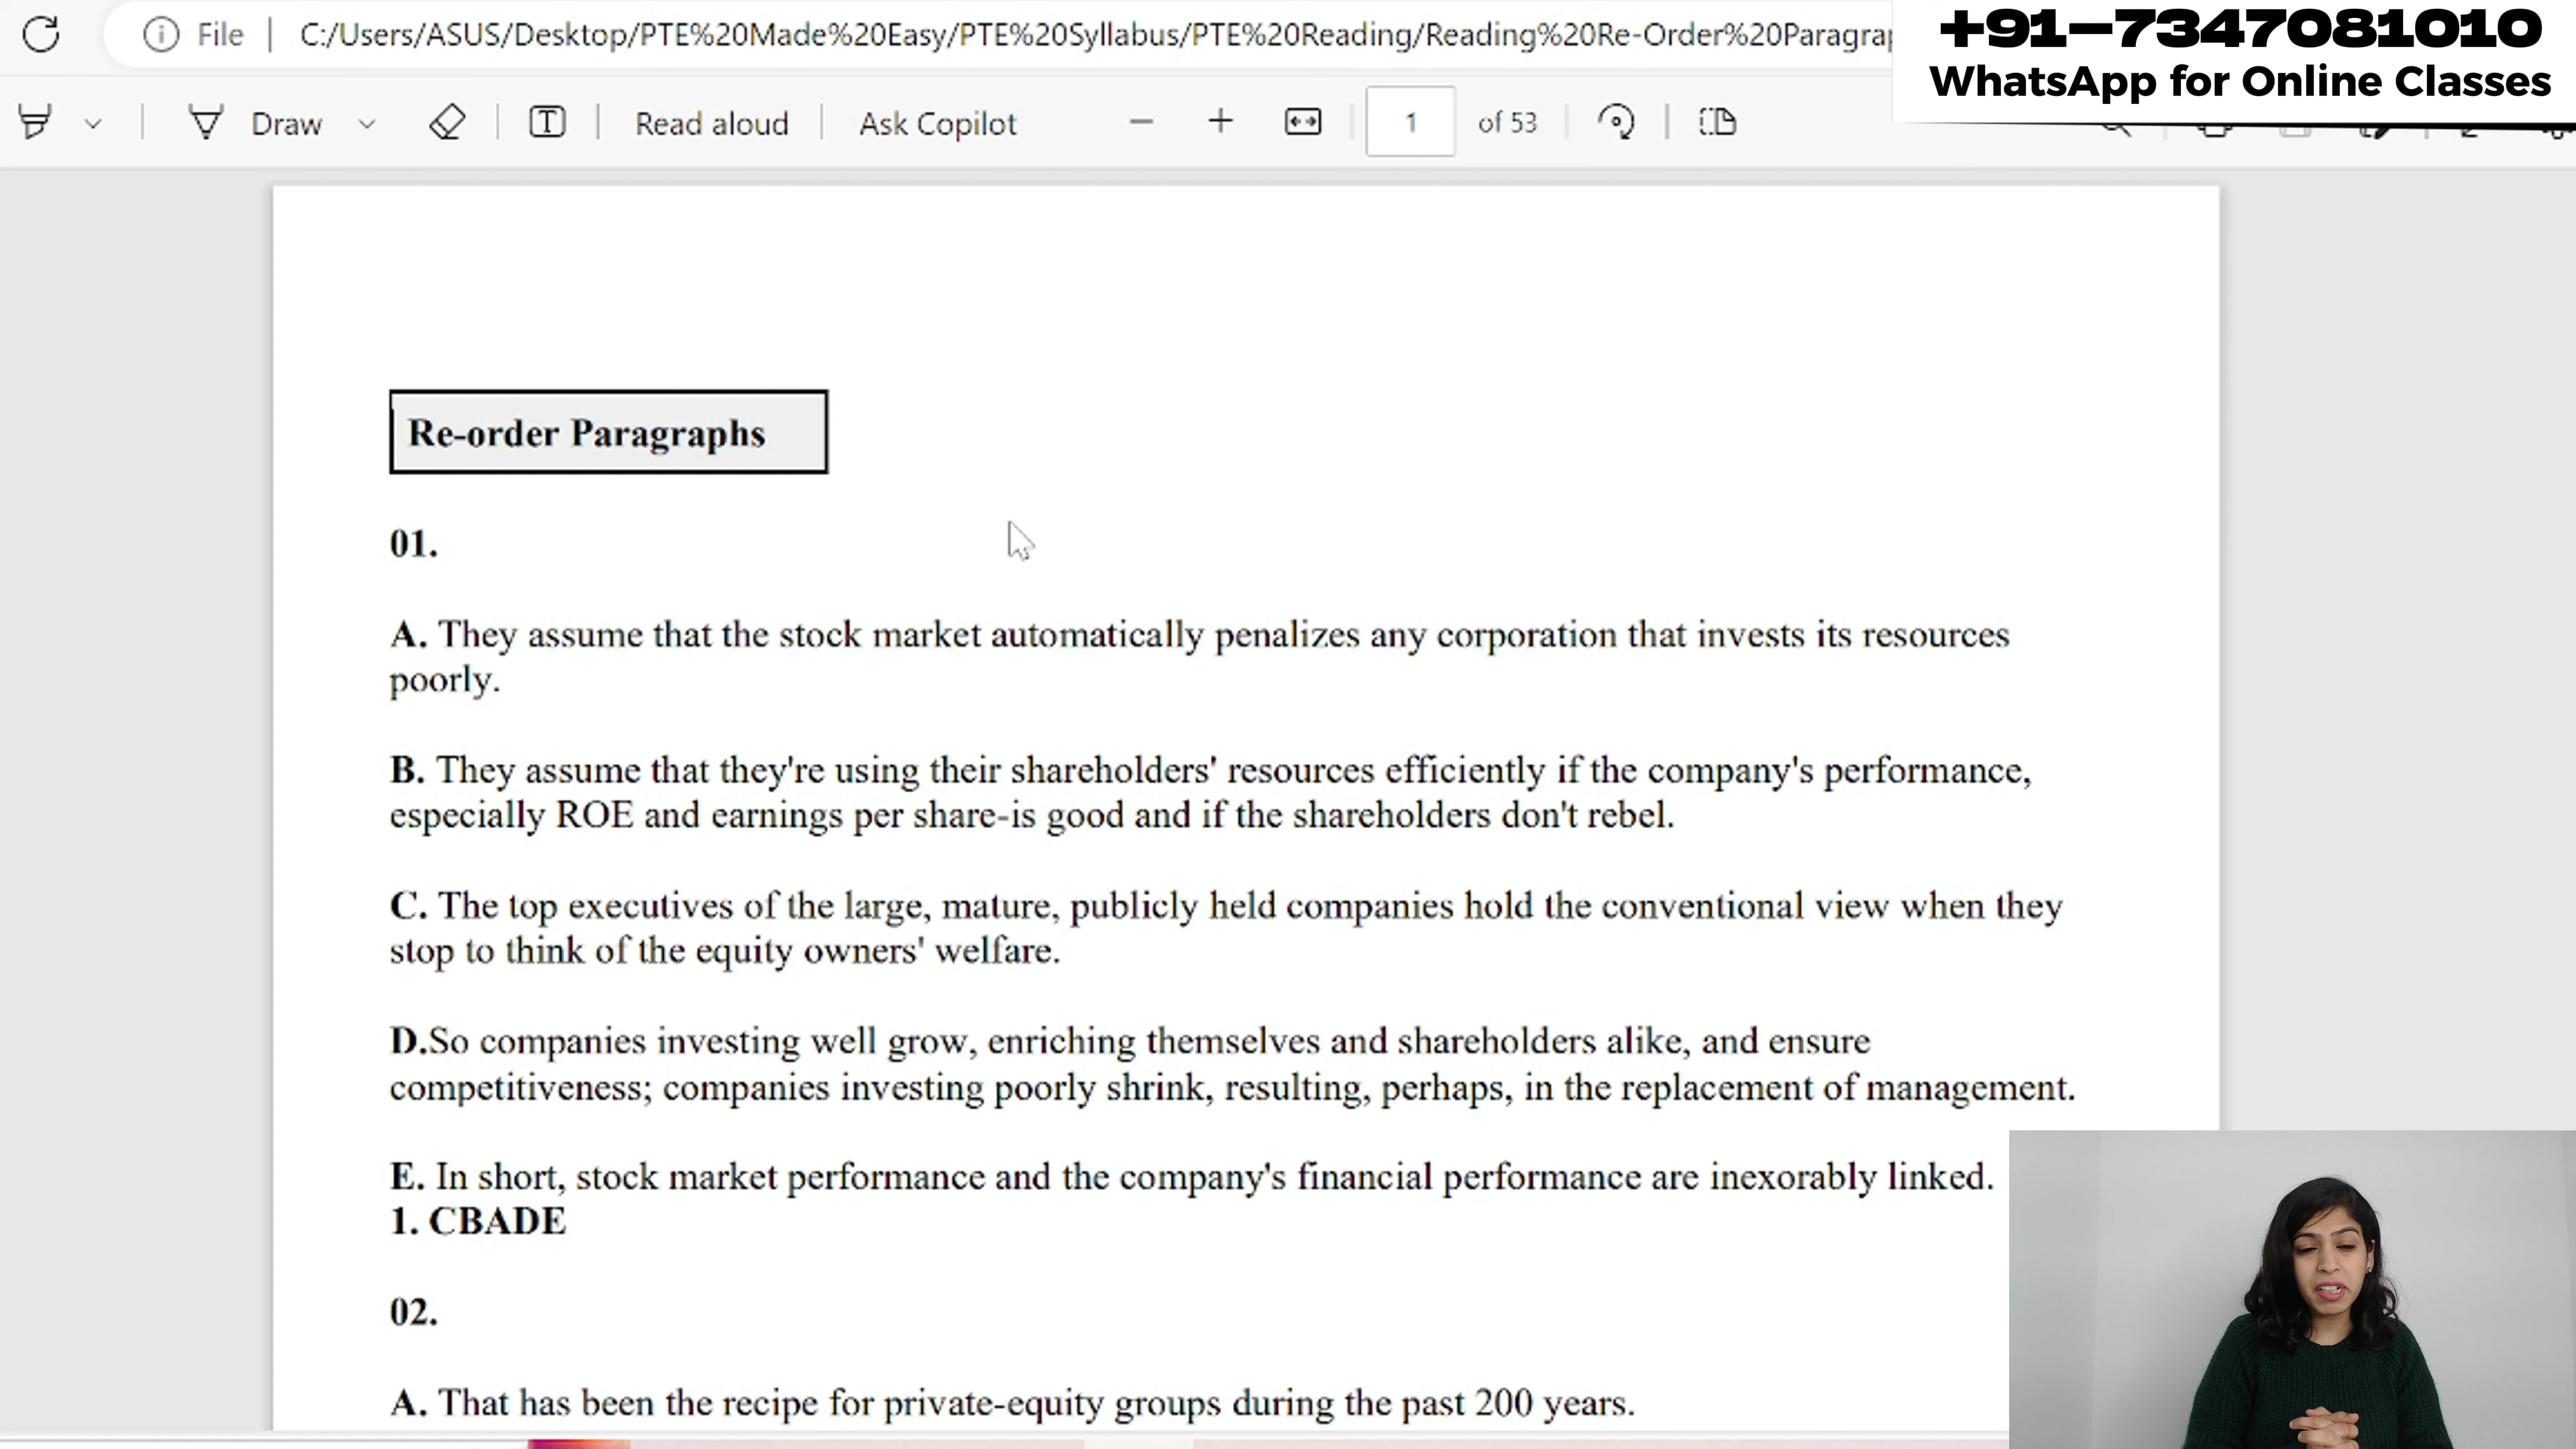 File
C:/Users/ASUS/Desktop/PTE%20Made%20Easy/PTE%20Syllabus/PTE%20Reading/Reading%20Re-Order%20Paragrap
+91–7347081010
WhatsApp for Online Classes
Draw
Read aloud
Ask Copilot
1
of 53
Re-order Paragraphs
01.
A. They assume that the stock market automatically penalizes any corporation that invests its resources
poorly.
B. They assume that they're using their shareholders' resources efficiently if the company's performance,
especially ROE and earnings per share-is good and if the shareholders don't rebel.
C. The top executives of the large, mature, publicly held companies hold the conventional view when they
stop to think of the equity owners' welfare.
D.So companies investing well grow, enriching themselves and shareholders alike, and ensure
competitiveness; companies investing poorly shrink, resulting, perhaps, in the replacement of management.
E. In short, stock market performance and the company's financial performance are inexorably linked.
1. CBADE
02.
A. That has been the recipe for private-equity groups during the past 200 years.